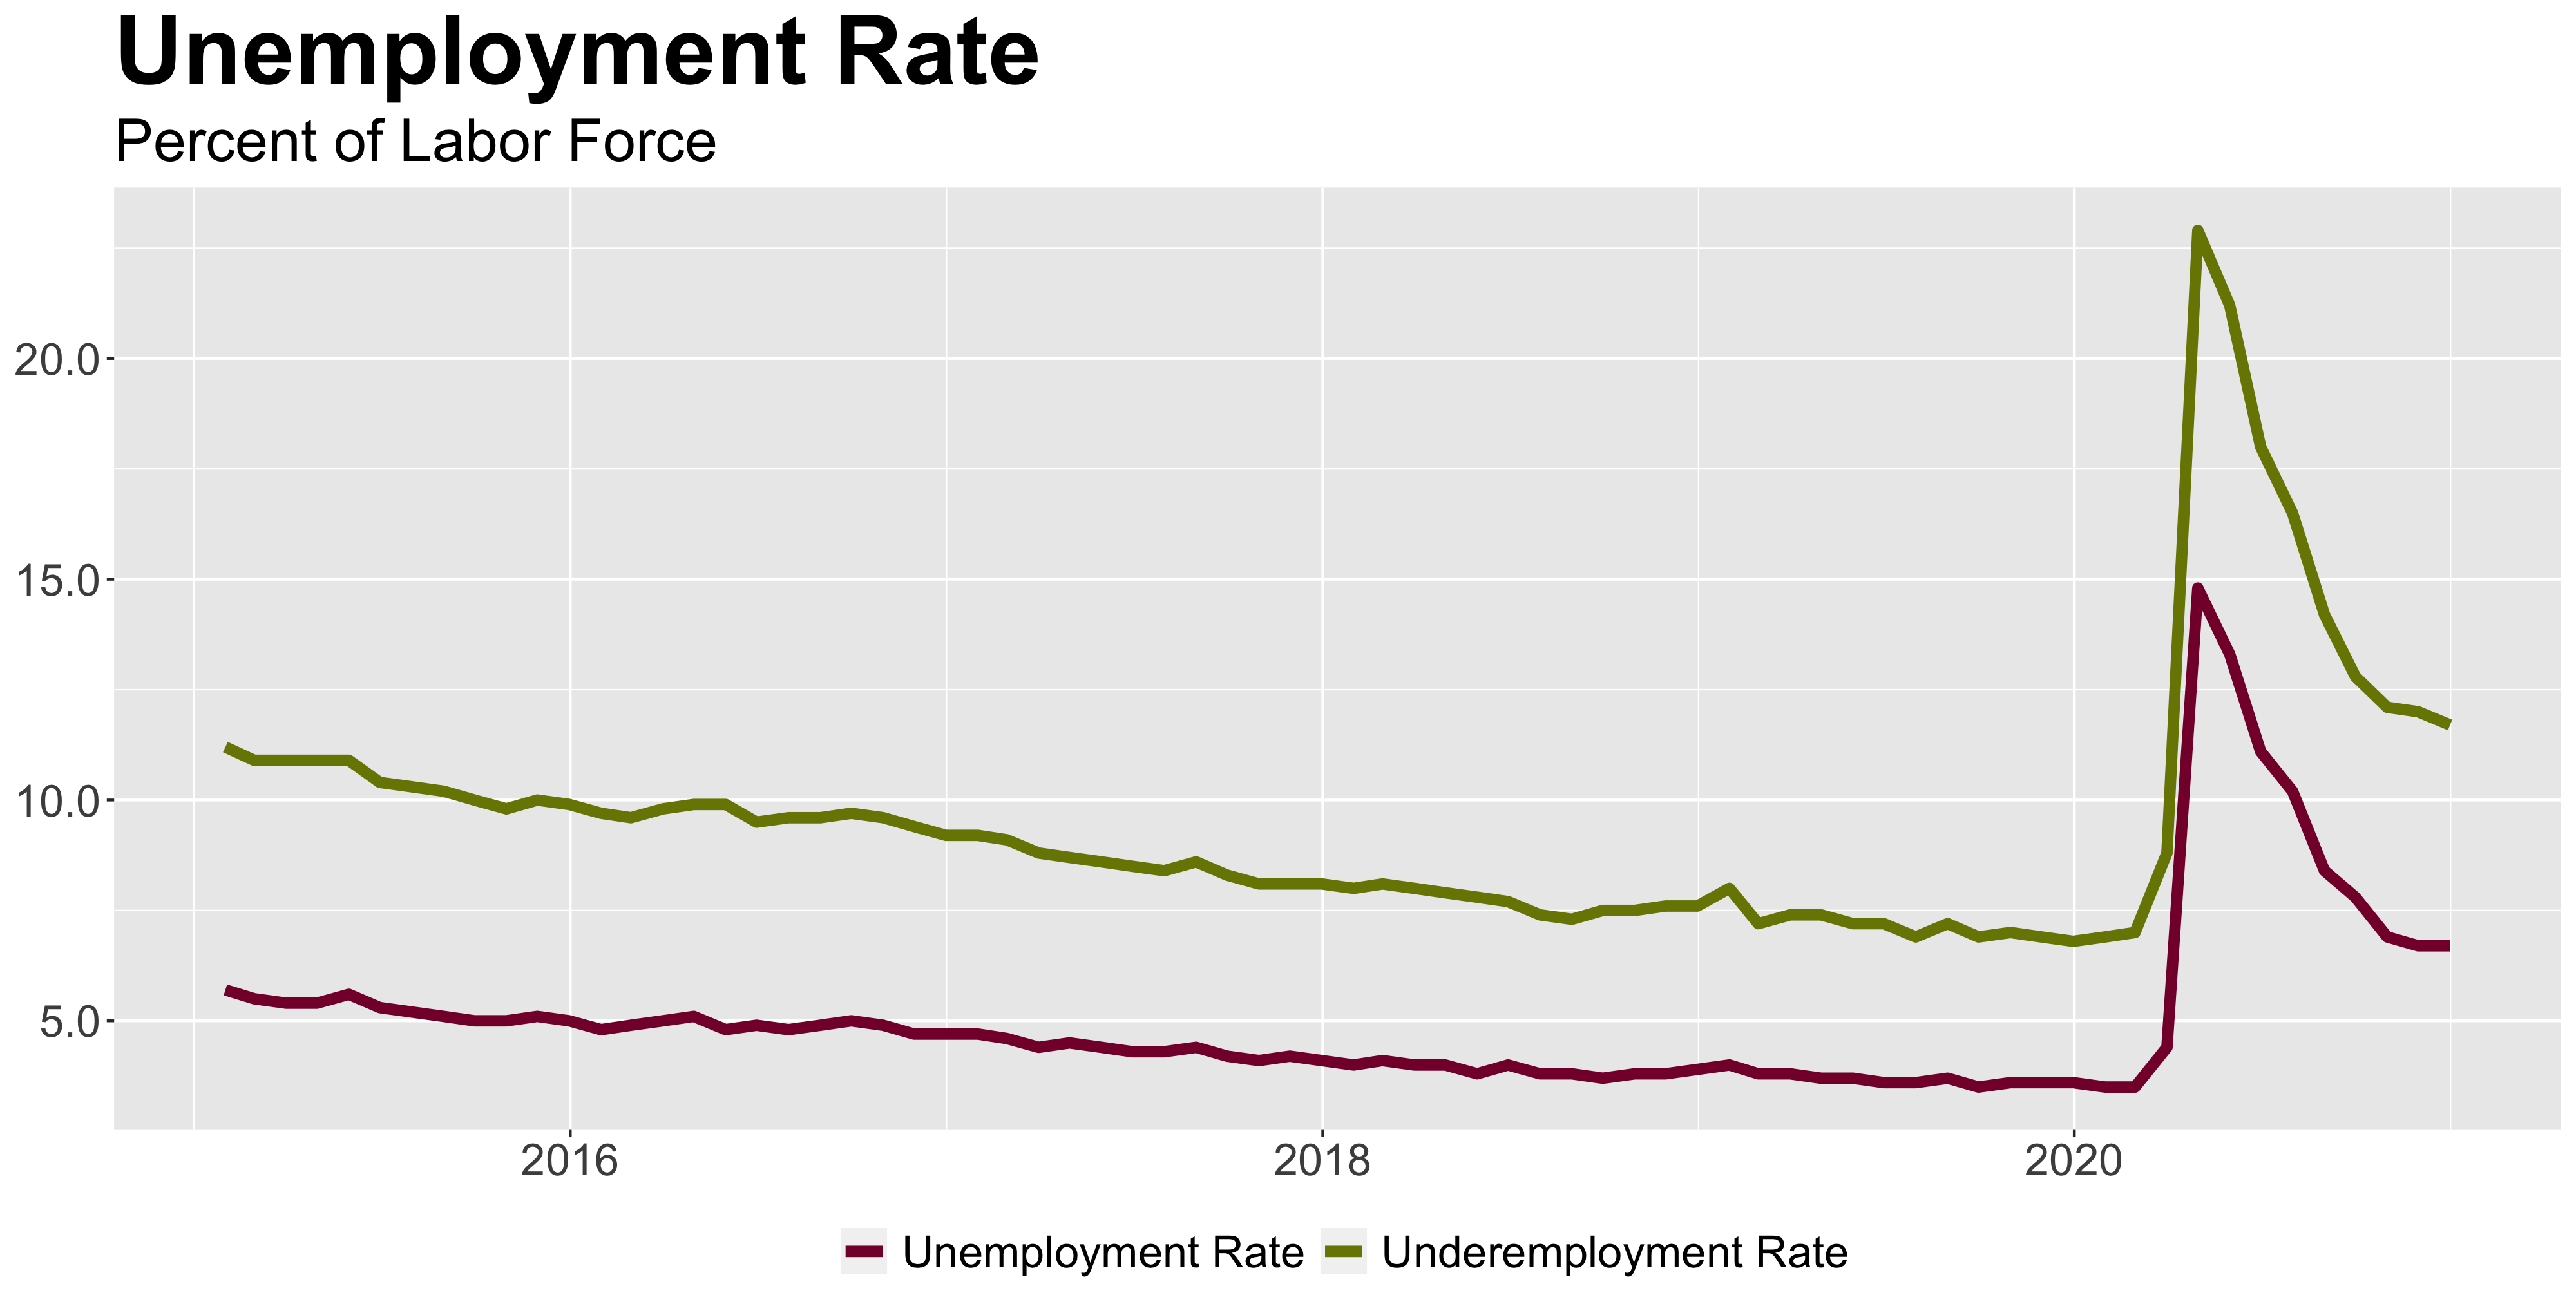 Unemployment Rate
Percent of Labor Force
20.0
15.0
10.0
5.0
2016 2018 2020
Unemployment Rate Underemployment Rate